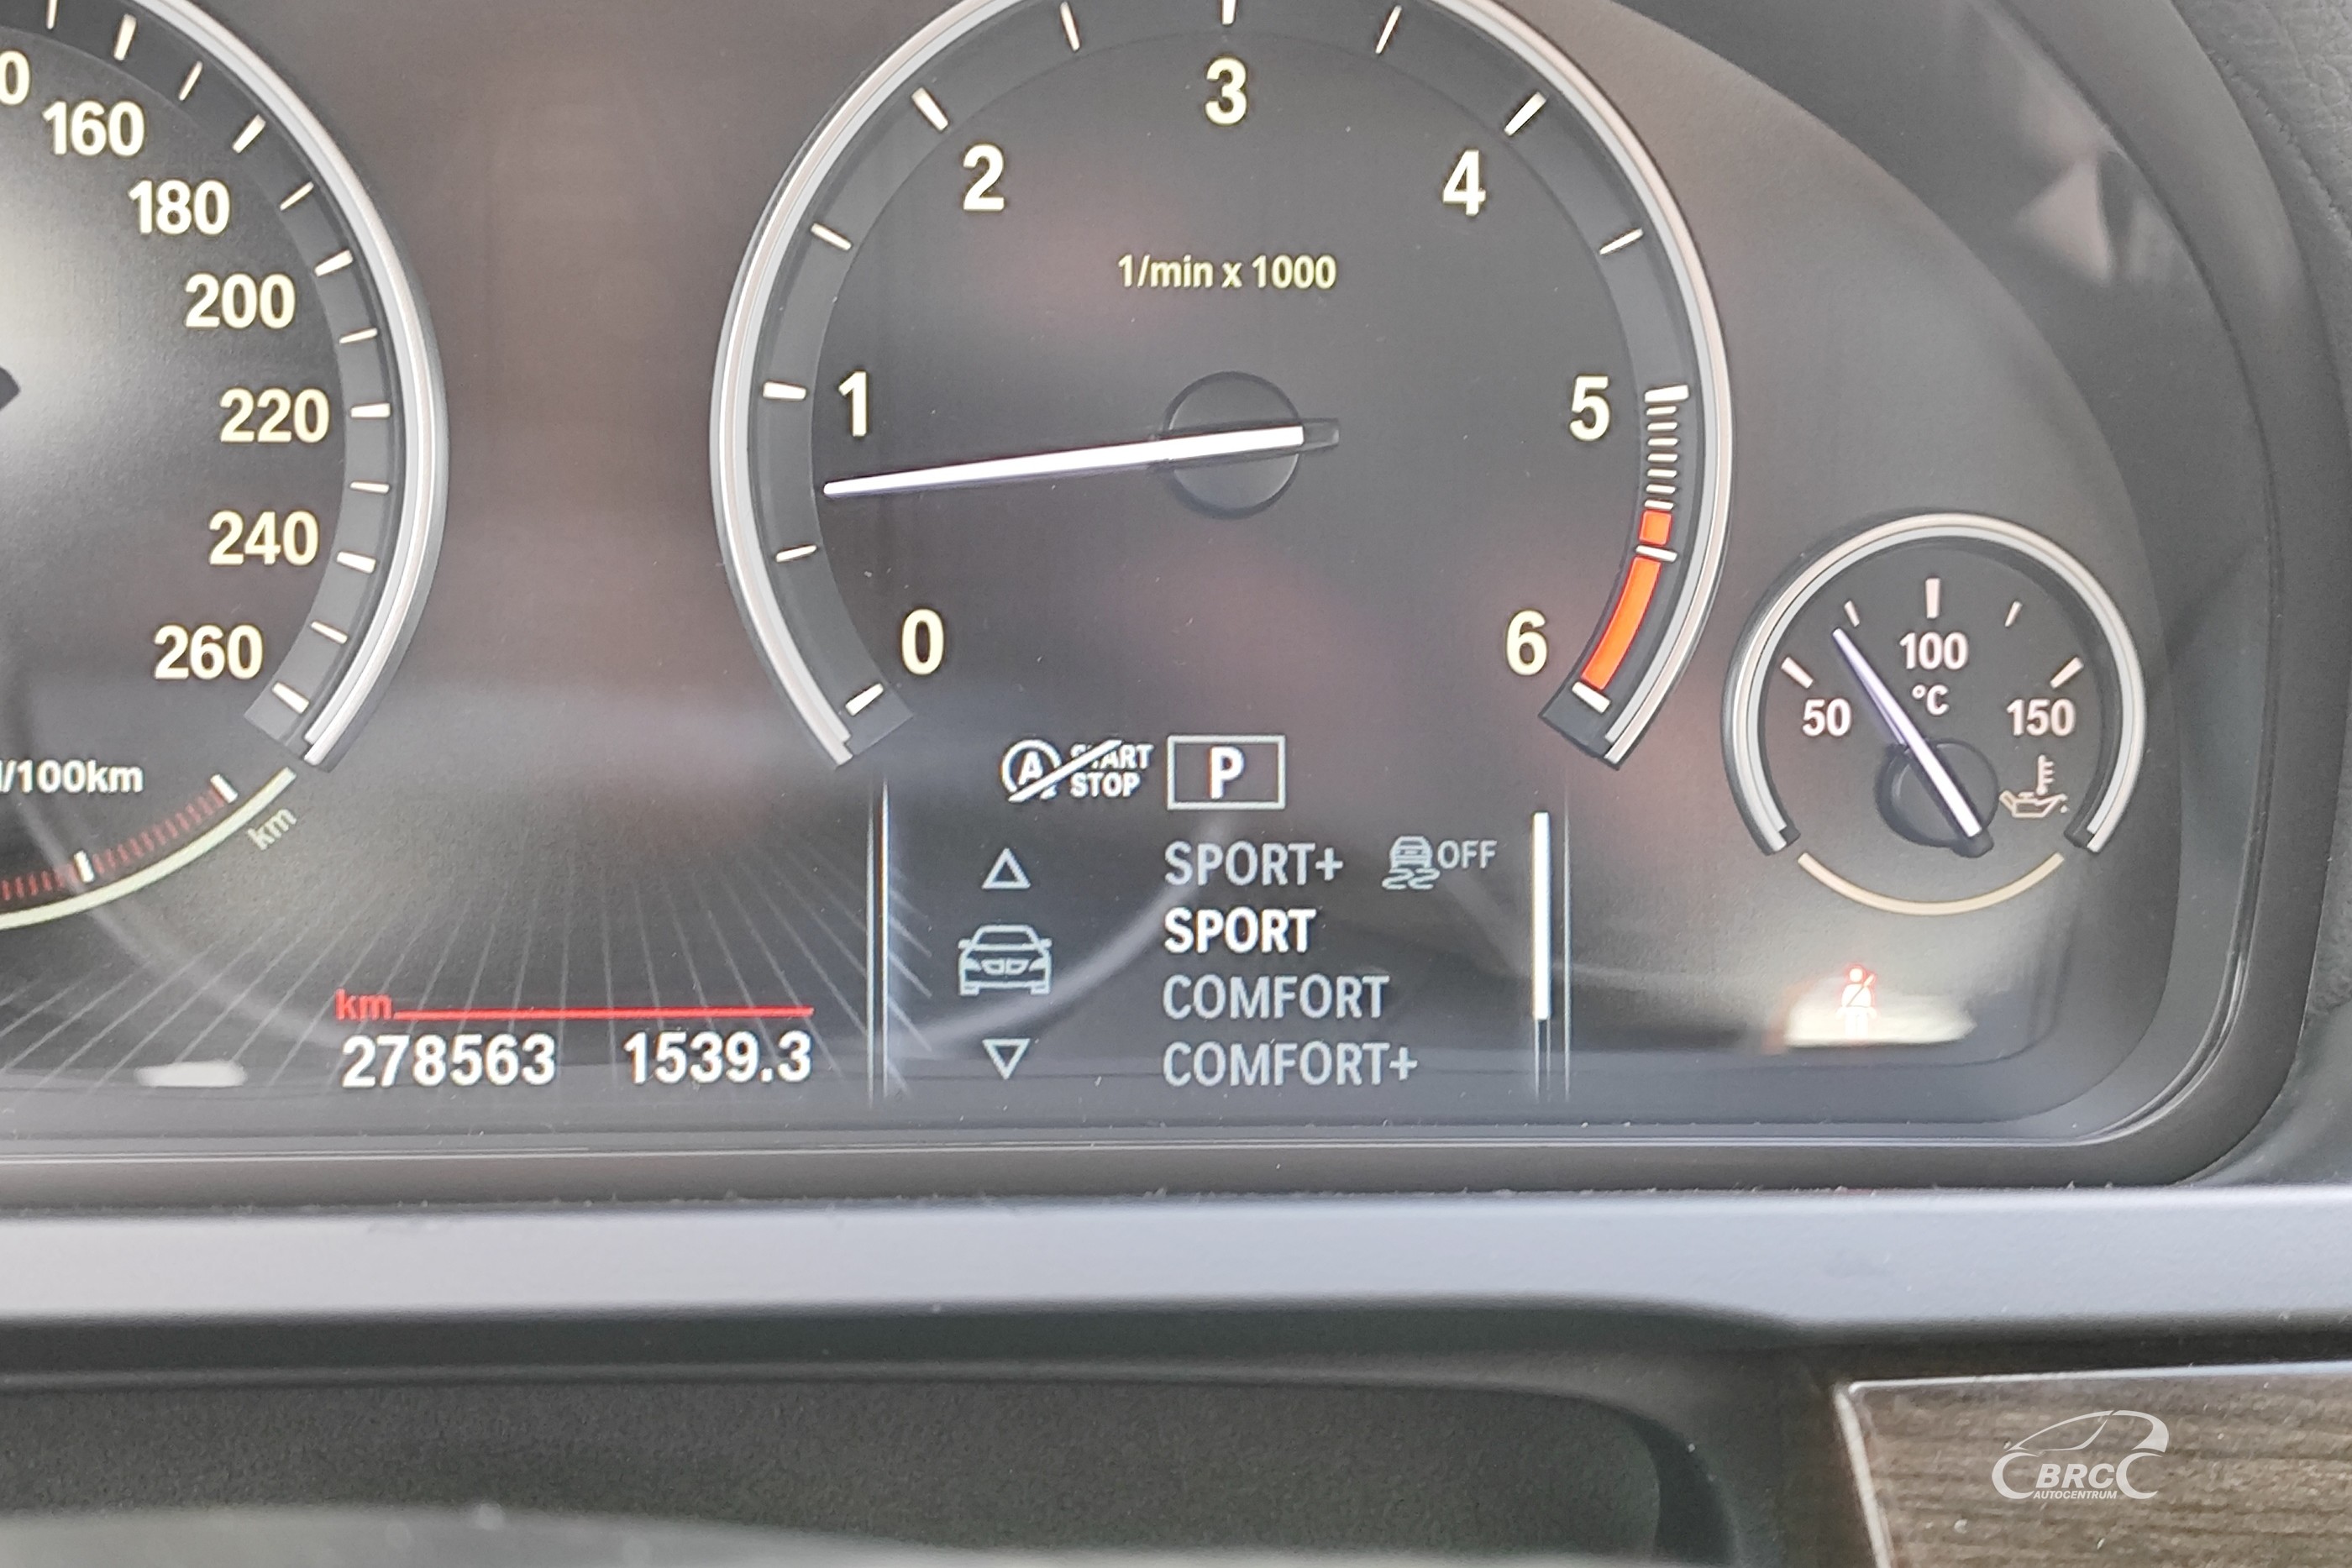 160
180
200
220
240
260
l/100km
km
1/min x 1000
0
1
2
3
4
5
6
50
100
150
°C
A START
STOP
P
SPORT+ OFF
SPORT
COMFORT
COMFORT+
km
278563 1539.3
BRC
AUTOCENTRUM